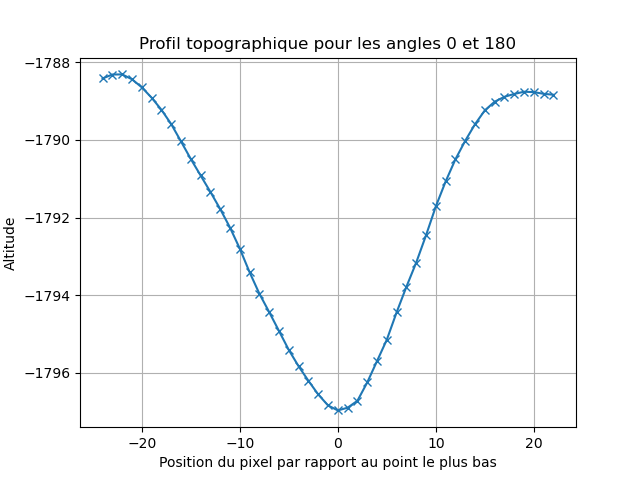 Profil topographique pour les angles 0 et 180
Altitude
−1788
−1790
−1792
−1794
−1796
−20 −10 0 10 20
Position du pixel par rapport au point le plus bas